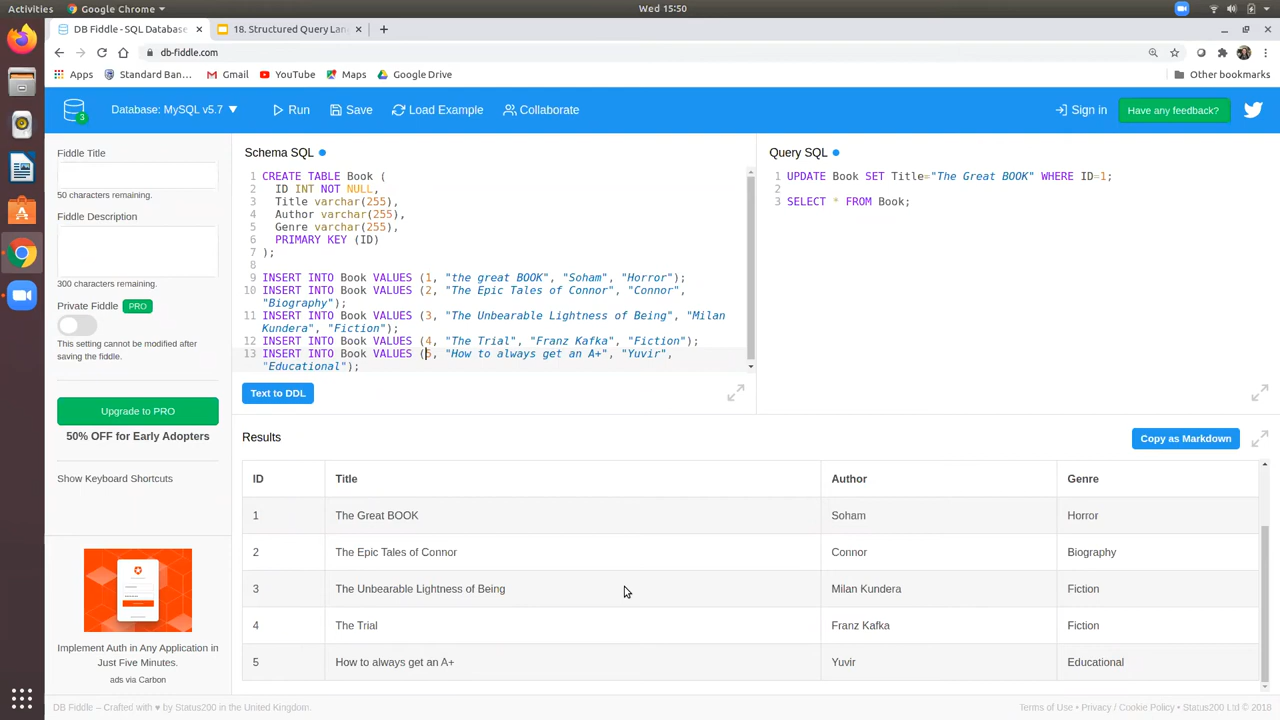 Activities Google Chrome Wed 15:50
DB Fiddle - SQL Database 18. Structured Query Lan
db-fiddle.com
Apps Standard Ban... Gmail YouTube Maps Google Drive Other bookmarks
3 Database: MySQL v5.7 Run Save Load Example Collaborate Sign in Have any feedback?
Fiddle Title
50 characters remaining.
Fiddle Description
300 characters remaining.
Private Fiddle PRO
This setting cannot be modified after
saving the fiddle.
Upgrade to PRO
50% OFF for Early Adopters
Show Keyboard Shortcuts
Implement Auth in Any Application in
Just Five Minutes.
ads via Carbon
Schema SQL
1 CREATE TABLE Book (
2 ID INT NOT NULL,
3 Title varchar(255),
4 Author varchar(255),
5 Genre varchar(255),
6 PRIMARY KEY (ID)
7 );
8
9 INSERT INTO Book VALUES (1, "the great BOOK", "Soham", "Horror");
10 INSERT INTO Book VALUES (2, "The Epic Tales of Connor", "Connor",
"Biography");
11 INSERT INTO Book VALUES (3, "The Unbearable Lightness of Being", "Milan
Kundera", "Fiction");
12 INSERT INTO Book VALUES (4, "The Trial", "Franz Kafka", "Fiction");
13 INSERT INTO Book VALUES (5, "How to always get an A+", "Yuvir",
"Educational");
Text to DDL
Query SQL
1 UPDATE Book SET Title="The Great BOOK" WHERE ID=1;
2
3 SELECT * FROM Book;
Results Copy as Markdown
ID Title Author Genre
1 The Great BOOK Soham Horror
2 The Epic Tales of Connor Connor Biography
3 The Unbearable Lightness of Being Milan Kundera Fiction
4 The Trial Franz Kafka Fiction
5 How to always get an A+ Yuvir Educational
DB Fiddle – Crafted with ♥ by Status200 in the United Kingdom. Terms of Use • Privacy / Cookie Policy • Status200 Ltd © 2018